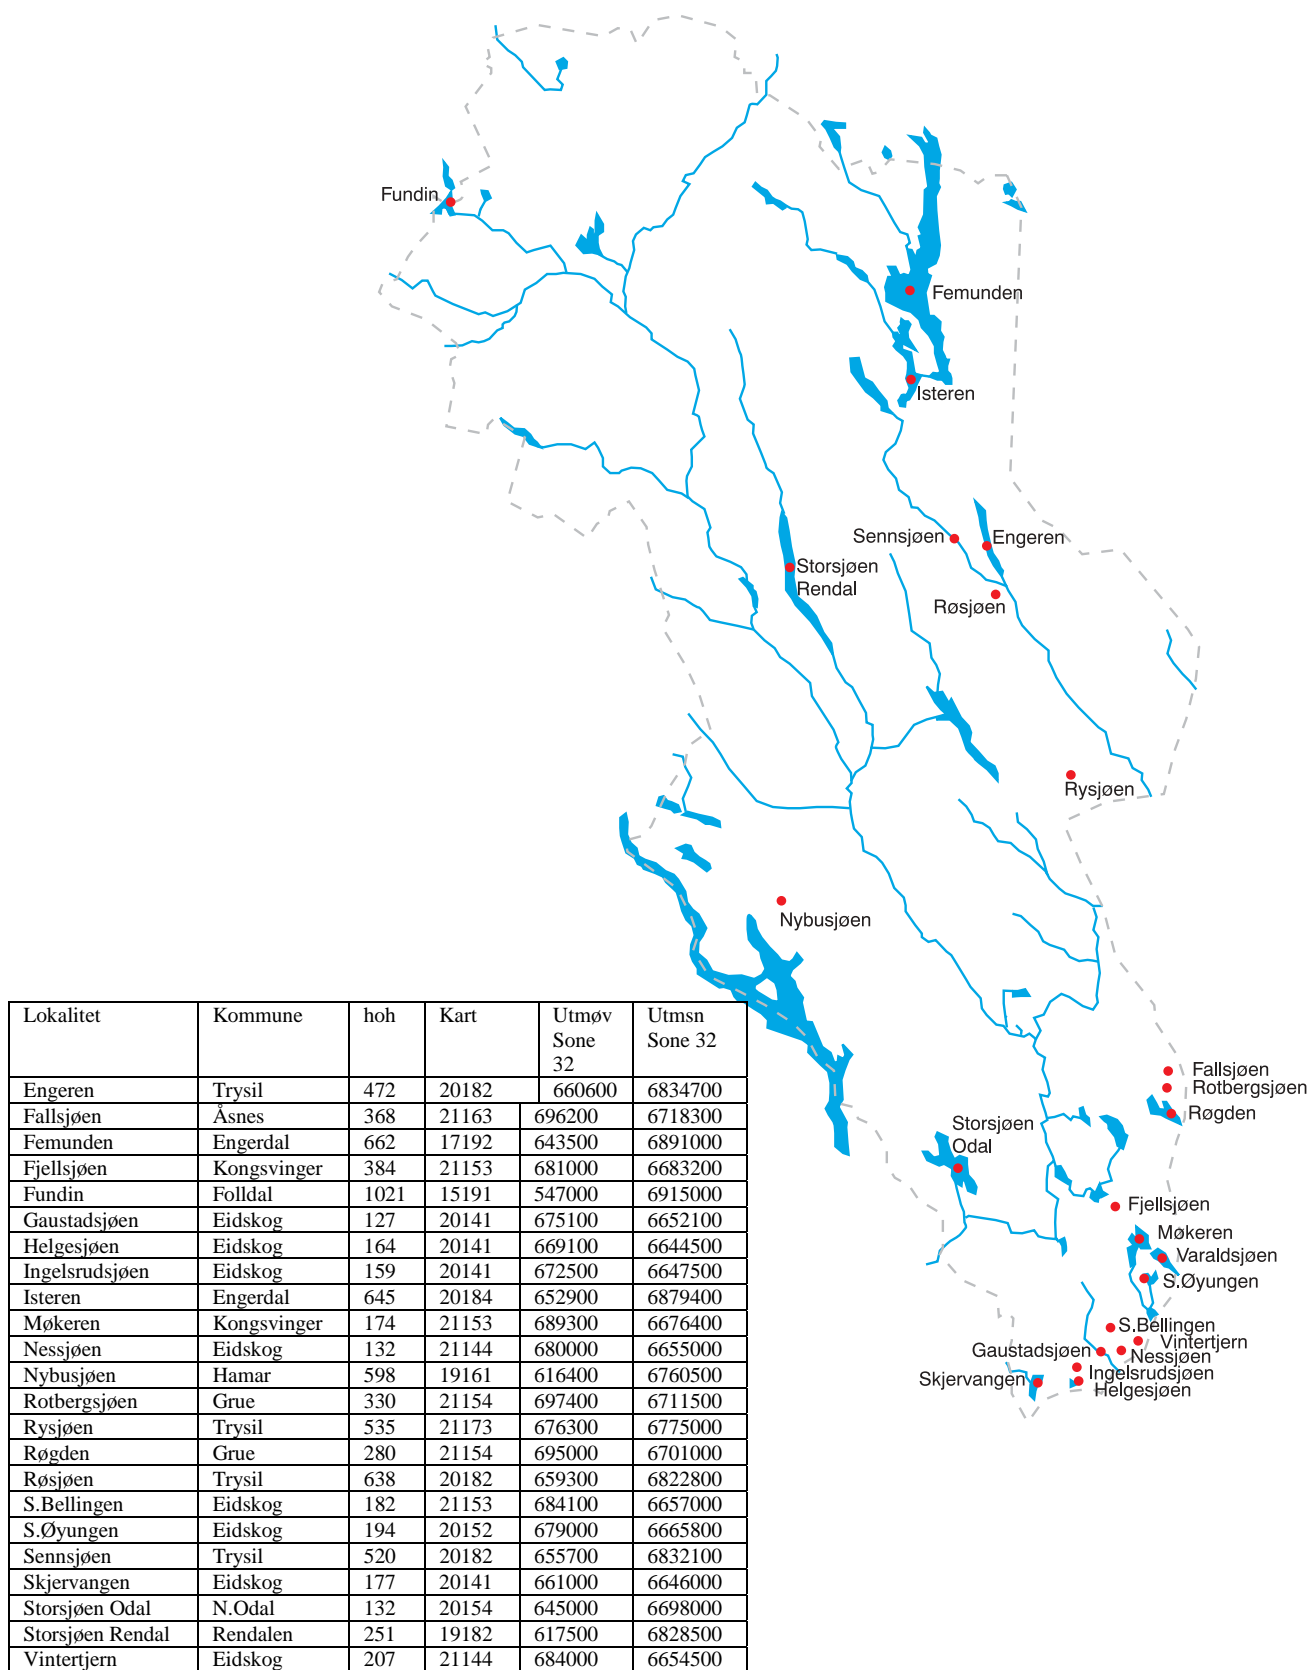 Fundin
Femunden
Isteren
Sennsjøen
Engeren
Storsjøen
Rendal
Røsjøen
Rysjøen
Nybusjøen
Fallsjøen
Rotbergsjøen
Røgden
Storsjøen
Odal
Fjellsjøen
Møkeren
Varaldsjøen
S.Øyungen
S.Bellingen
Vintertjern
Gaustadsjøen
Nessjøen
Ingelsrudsjøen
Skjervangen
Helgesjøen
Lokalitet Kommune hoh Kart Utmøv Utmsn
Sone Sone 32
32
Engeren Trysil 472 20182 660600 6834700
Fallsjøen Åsnes 368 21163 696200 6718300
Femunden Engerdal 662 17192 643500 6891000
Fjellsjøen Kongsvinger 384 21153 681000 6683200
Fundin Folldal 1021 15191 547000 6915000
Gaustadsjøen Eidskog 127 20141 675100 6652100
Helgesjøen Eidskog 164 20141 669100 6644500
Ingelsrudsjøen Eidskog 159 20141 672500 6647500
Isteren Engerdal 645 20184 652900 6879400
Møkeren Kongsvinger 174 21153 689300 6676400
Nessjøen Eidskog 132 21144 680000 6655000
Nybusjøen Hamar 598 19161 616400 6760500
Rotbergsjøen Grue 330 21154 697400 6711500
Rysjøen Trysil 535 21173 676300 6775000
Røgden Grue 280 21154 695000 6701000
Røsjøen Trysil 638 20182 659300 6822800
S.Bellingen Eidskog 182 21153 684100 6657000
S.Øyungen Eidskog 194 20152 679000 6665800
Sennsjøen Trysil 520 20182 655700 6832100
Skjervangen Eidskog 177 20141 661000 6646000
Storsjøen Odal N.Odal 132 20154 645000 6698000
Storsjøen Rendal Rendalen 251 19182 617500 6828500
Vintertjern Eidskog 207 21144 684000 6654500